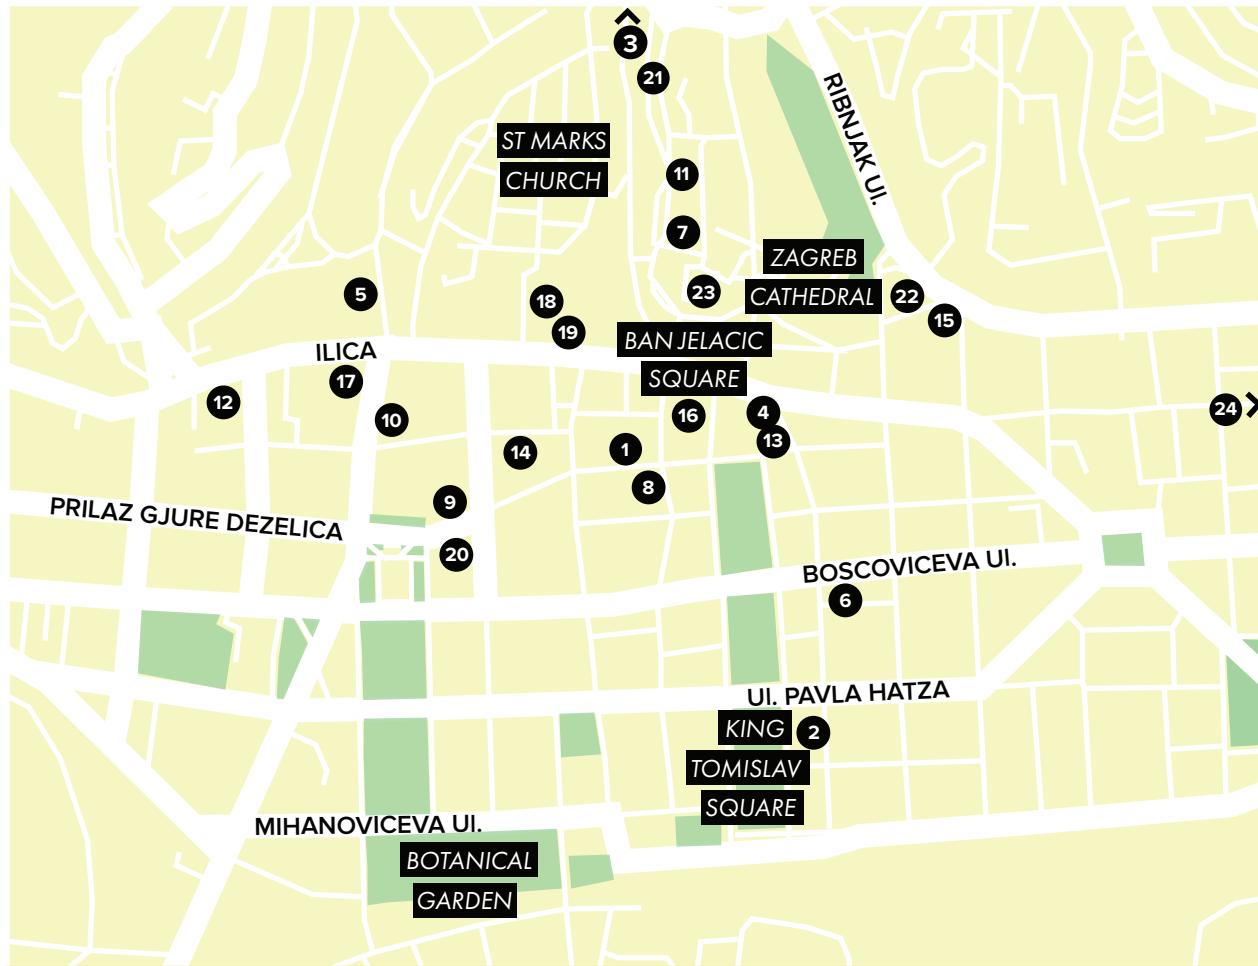 3
21
ST MARKS
CHURCH
RIBNJAK Ul.
11
7
ZAGREB
CATHEDRAL
5
18
23
22
19
15
BAN JELACIC
SQUARE
ILICA
17
12
10
16
4
24
13
14
1
8
9
PRILAZ GJURE DEZELICA
20
BOSCOVICEVA Ul.
6
Ul. PAVLA HATZA
KING
TOMISLAV
SQUARE
2
MIHANOVICEVA Ul.
BOTANICAL
GARDEN